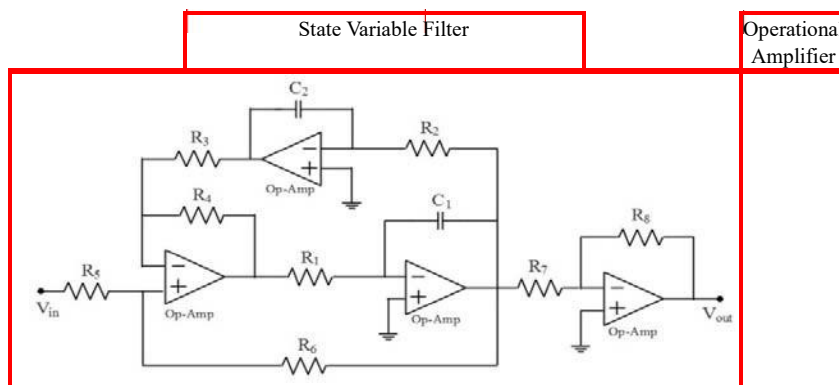 State Variable Filter
Operational
Amplifier
C₂
R₃
R₂
Op-Amp
R₄
C₁
R₈
R₅
R₁
R₇
Vin
Op-Amp
Op-Amp
Op-Amp
Vout
R₆